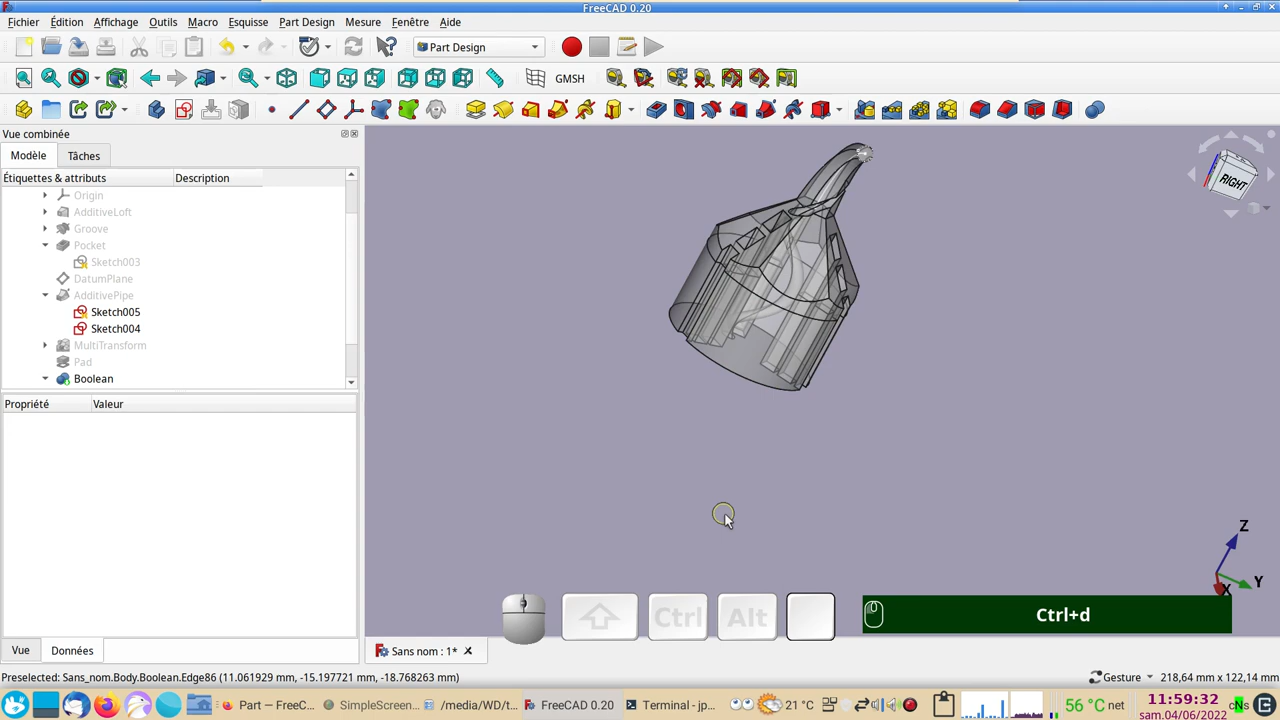 FreeCAD 0.20
Fichier Édition Affichage Outils Macro Esquisse Part Design Mesure Fenêtre Aide
Part Design
GMSH
Vue combinée
Modèle Tâches
Étiquettes & attributs Description
Origin
AdditiveLoft
Groove
Pocket
Sketch003
DatumPlane
AdditivePipe
Sketch005
Sketch004
MultiTransform
Pad
Boolean
Propriété Valeur
RIGHT
Z
Y
X
Ctrl Alt
Ctrl+d
Vue Données
Sans nom : 1*
Preselected: Sans_nom.Body.Boolean.Edge86 (11.061929 mm, -15.197721 mm, -18.768263 mm)
Gesture 218,64 mm x 122,14 mm
Part — FreeC...
SimpleScreen...
/media/WD/t...
FreeCAD 0.20
Terminal - jp...
21 °C
56 °C net
11:59:32
sam.04/06/2022
cNs